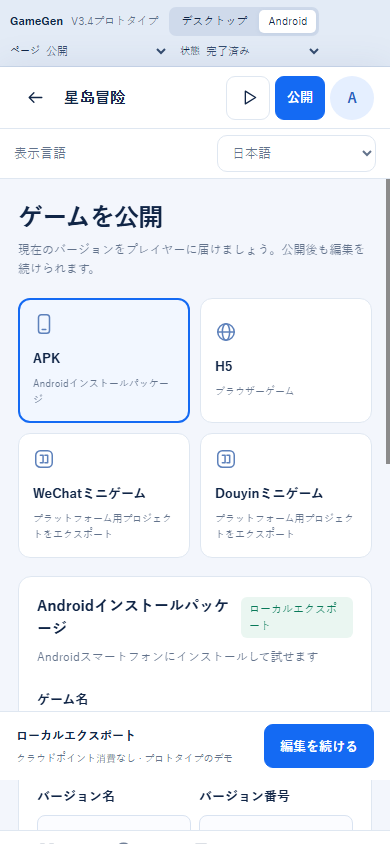 GameGen V3.4プロトタイプ デスクトップ Android
ページ 公開 状態 完了済み
星岛冒险 公開 A
表示言語 日本語
ゲームを公開
現在のバージョンをプレイヤーに届けましょう。公開後も編集を
続けられます。
APK
Androidインストールパッケー
ジ
H5
ブラウザーゲーム
WeChatミニゲーム
プラットフォーム用プロジェク
トをエクスポート
Douyinミニゲーム
プラットフォーム用プロジェク
トをエクスポート
Androidインストールパッケ
ージ
ローカルエクスポ
ート
Androidスマートフォンにインストールして試せます
ゲーム名
ローカルエクスポート
クラウドポイント消費なし · プロトタイプのデモ
編集を続ける
バージョン名 バージョン番号